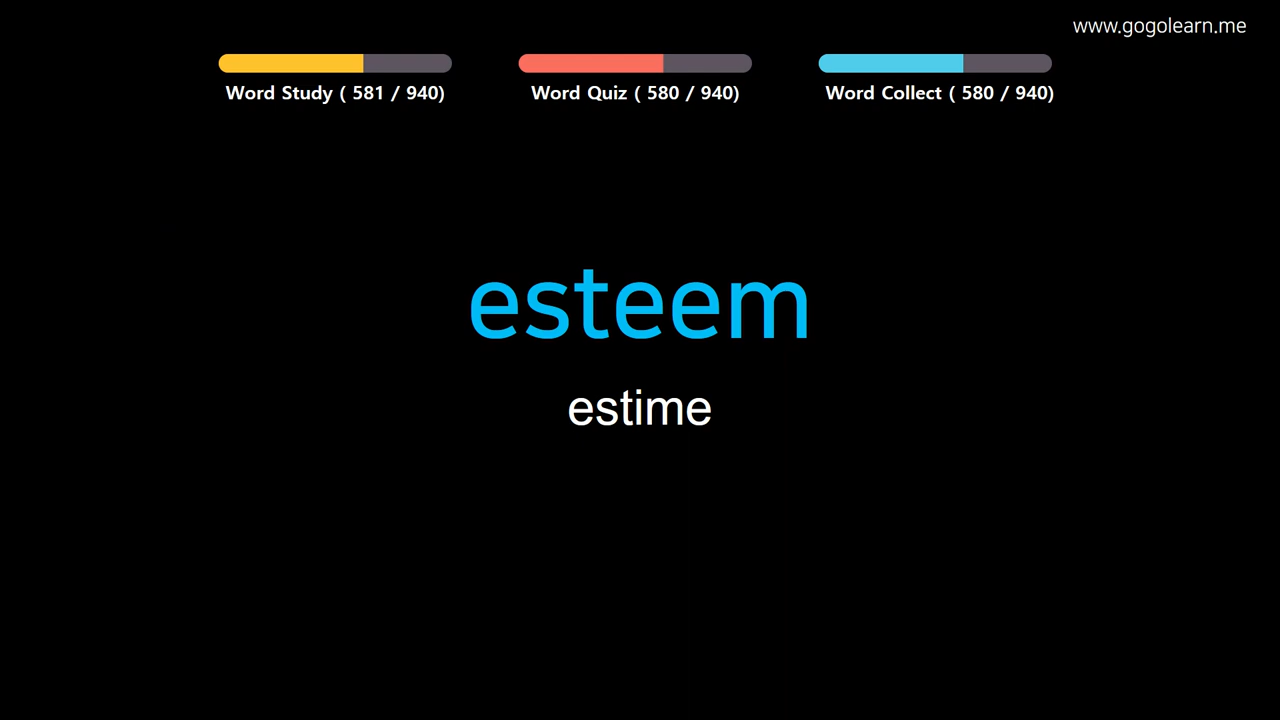 www.gogolearn.me
Word Study ( 581 / 940)
Word Quiz ( 580 / 940)
Word Collect ( 580 / 940)
esteem
estime